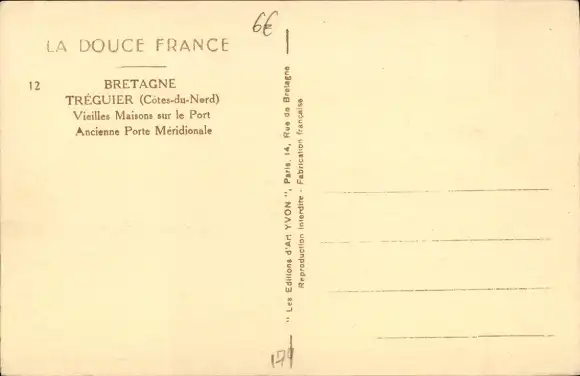 6€
LA DOUCE FRANCE
12
BRETAGNE
TRÉGUIER (Côtes-du-Nord)
Vieilles Maisons sur le Port
Ancienne Porte Méridionale
" Les Editions d'Art YVON ", Paris, 14, Rue de Bretagne
Reproduction Interdite - Fabrication française